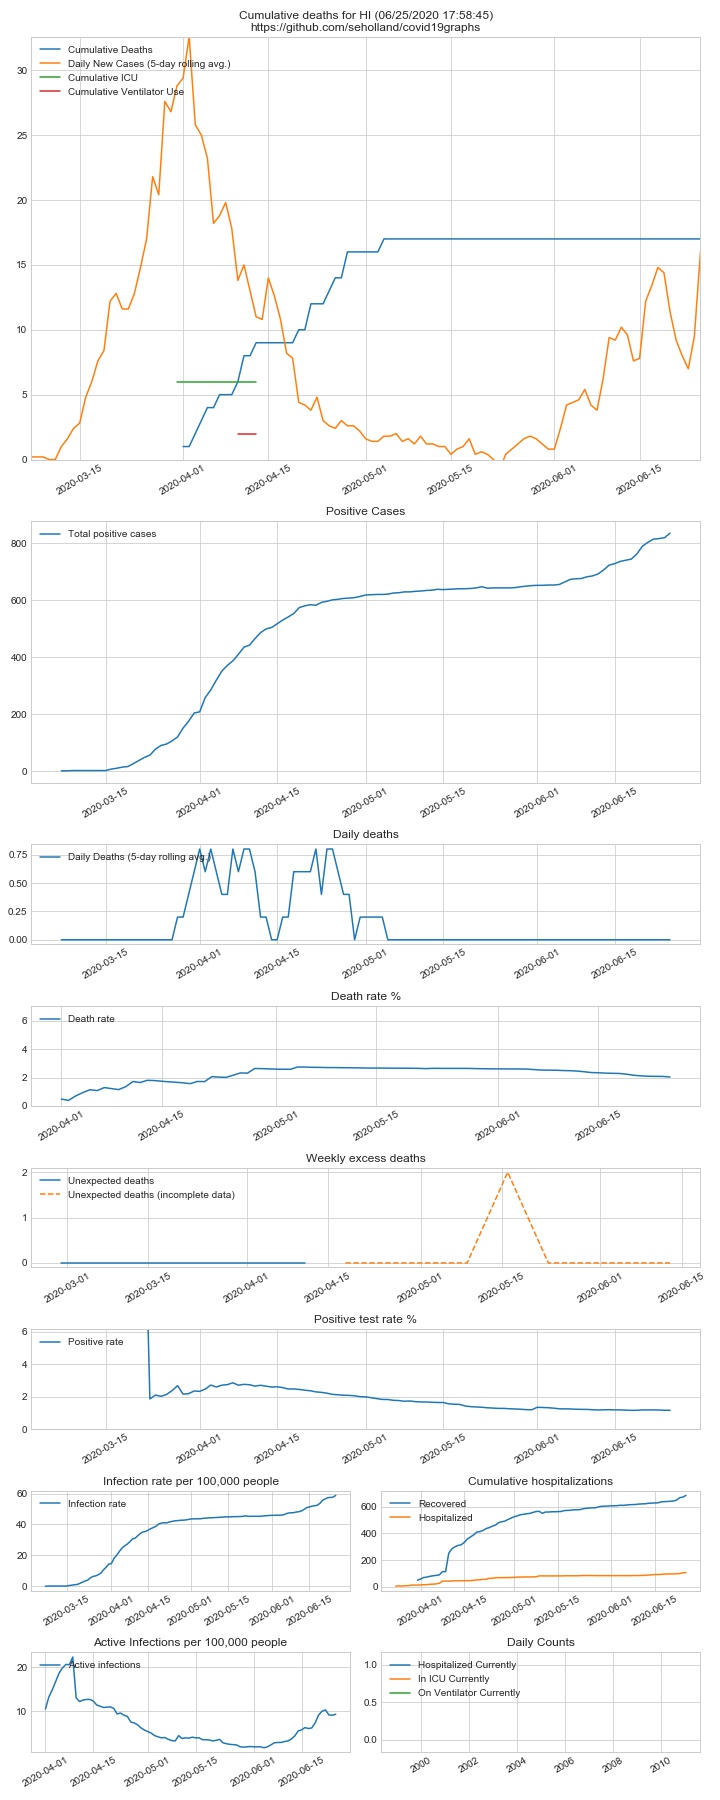 Cumulative deaths for HI (06/25/2020 17:58:45)
https://github.com/seholland/covid19graphs
Cumulative Deaths
Daily New Cases (5-day rolling avg.)
Cumulative ICU
Cumulative Ventilator Use
30
25
20
15
10
5
0
2020-03-15 2020-04-01 2020-04-15 2020-05-01 2020-05-15 2020-06-01 2020-06-15
Positive Cases
Total positive cases
800
600
400
200
0
2020-03-15 2020-04-01 2020-04-15 2020-05-01 2020-05-15 2020-06-01 2020-06-15
Daily deaths
Daily Deaths (5-day rolling avg.)
0.75
0.50
0.25
0.00
2020-03-15 2020-04-01 2020-04-15 2020-05-01 2020-05-15 2020-06-01 2020-06-15
Death rate %
Death rate
6
4
2
0
2020-04-01 2020-04-15 2020-05-01 2020-05-15 2020-06-01 2020-06-15
Weekly excess deaths
Unexpected deaths
Unexpected deaths (incomplete data)
2
1
0
2020-03-01 2020-03-15 2020-04-01 2020-04-15 2020-05-01 2020-05-15 2020-06-01 2020-06-15
Positive test rate %
Positive rate
6
4
2
0
2020-03-15 2020-04-01 2020-04-15 2020-05-01 2020-05-15 2020-06-01 2020-06-15
Infection rate per 100,000 people
Infection rate
60
40
20
0
2020-03-15 2020-04-01 2020-04-15 2020-05-01 2020-05-15 2020-06-01 2020-06-15
Cumulative hospitalizations
Recovered
Hospitalized
600
400
200
0
2020-04-01 2020-04-15 2020-05-01 2020-05-15 2020-06-01 2020-06-15
Active Infections per 100,000 people
Active infections
20
10
2020-04-01 2020-04-15 2020-05-01 2020-05-15 2020-06-01 2020-06-15
Daily Counts
Hospitalized Currently
In ICU Currently
On Ventilator Currently
1.0
0.5
0.0
2000 2002 2004 2006 2008 2010